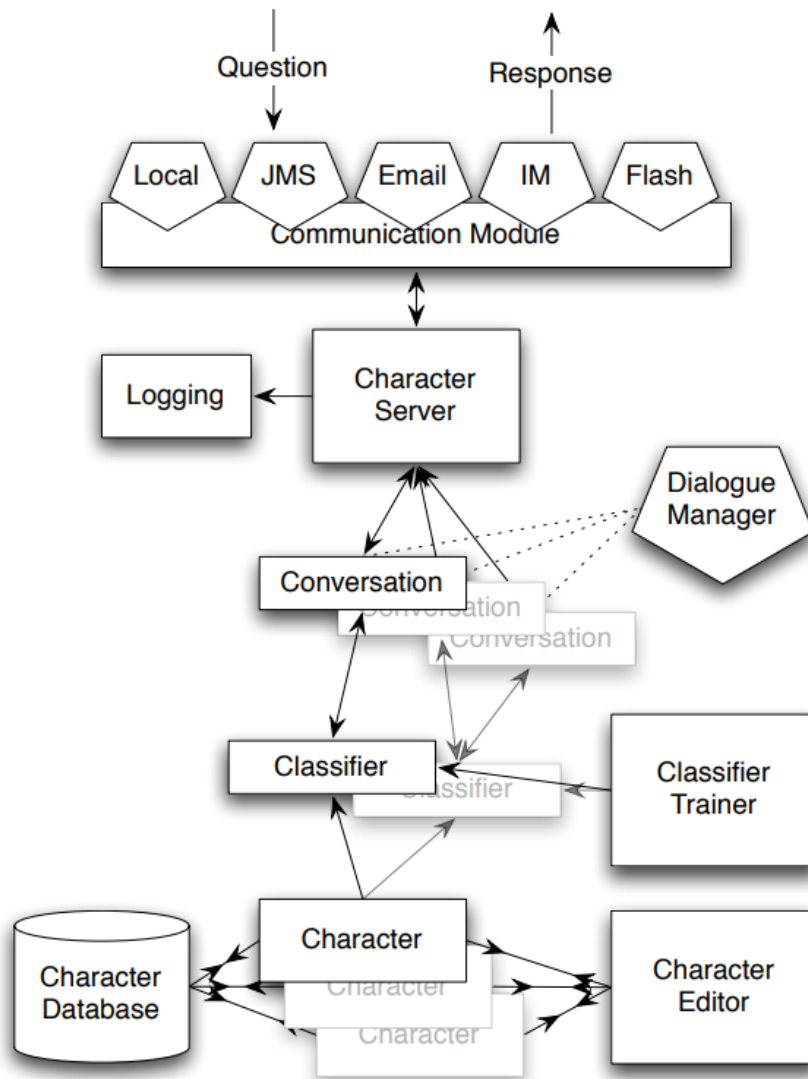 Question
Response
Local
JMS
Email
IM
Flash
Communication Module
Character
Server
Logging
Dialogue
Manager
Conversation
Conversation
Conversation
Classifier
Classifier
Classifier
Trainer
Character
Character
Character
Character
Database
Character
Editor